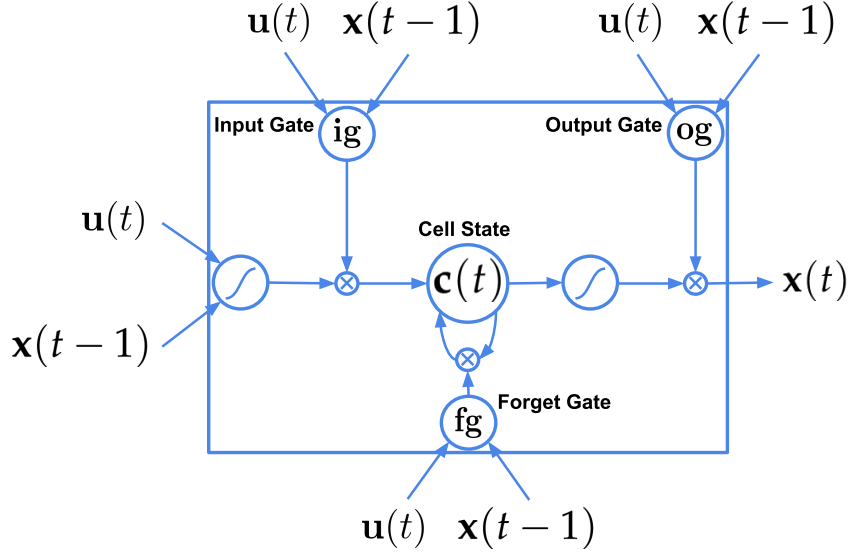 u(t) x(t − 1) u(t) x(t − 1)
Input Gate ig Output Gate og
u(t)
Cell State
c(t) x(t)
x(t − 1)
fg Forget Gate
u(t) x(t − 1)